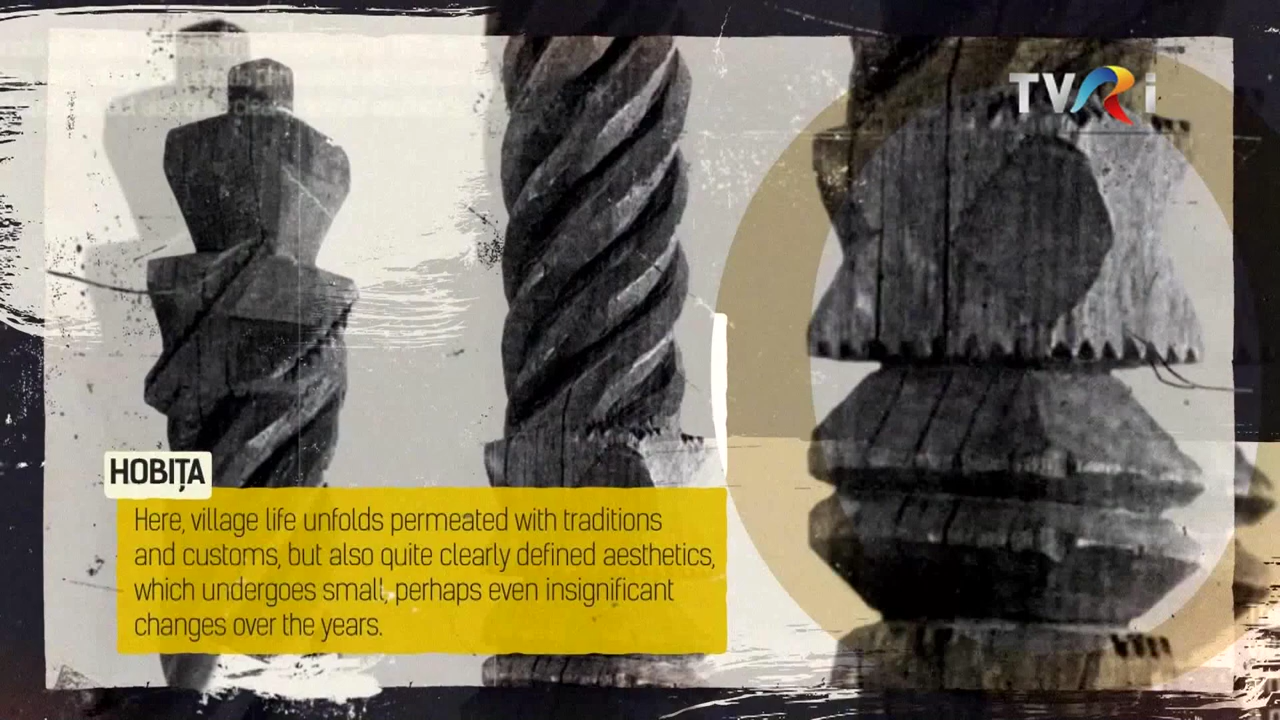 TVR i
HOBIȚA
Here, village life unfolds permeated with traditions
and customs, but also quite clearly defined aesthetics,
which undergoes small, perhaps even insignificant
changes over the years.